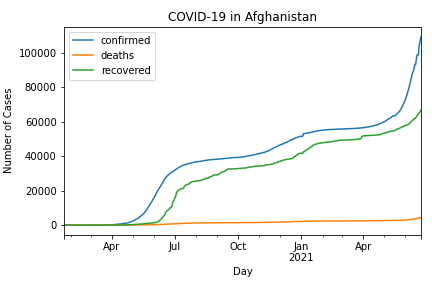 COVID-19 in Afghanistan
confirmed
deaths
recovered
Number of Cases
100000
80000
60000
40000
20000
0
Apr
Jul
Oct
Jan
2021
Apr
Day